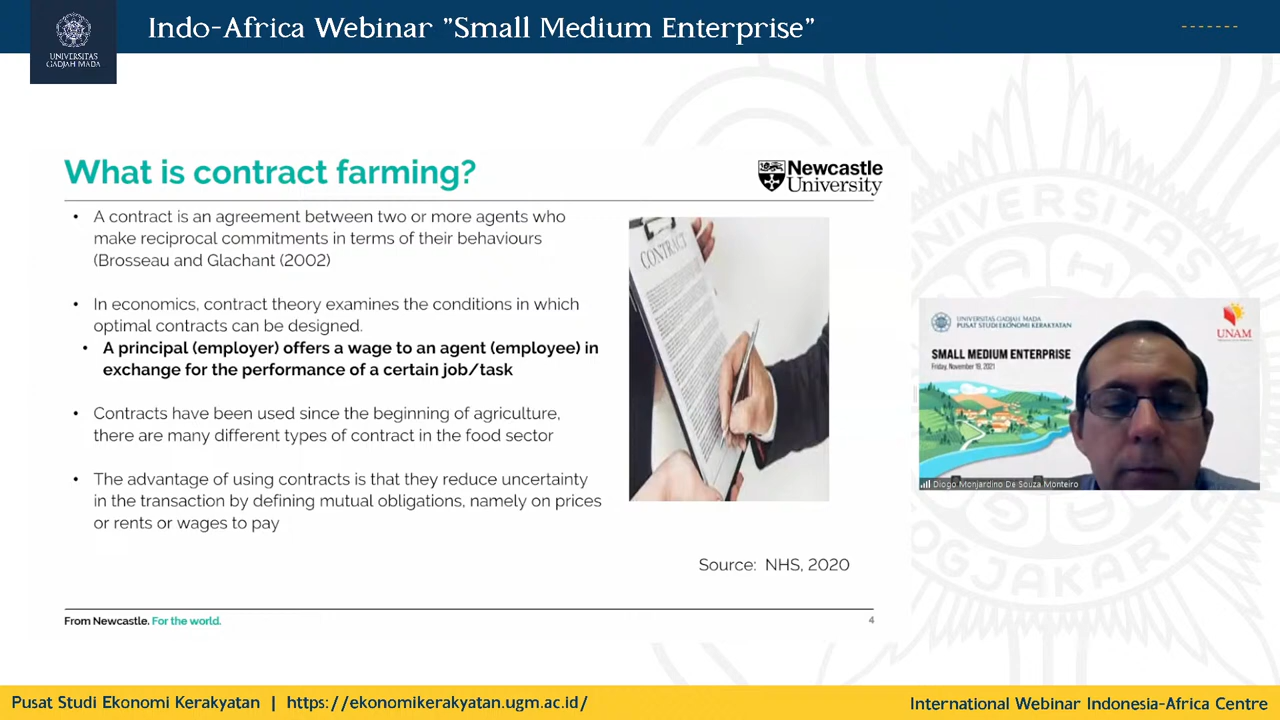 Indo-Africa Webinar "Small Medium Enterprise"
UNIVERSITAS
GADJAH MADA
What is contract farming?
Newcastle
University
• A contract is an agreement between two or more agents who
make reciprocal commitments in terms of their behaviours
(Brosseau and Glachant (2002)
• In economics, contract theory examines the conditions in which
optimal contracts can be designed.
• A principal (employer) offers a wage to an agent (employee) in
exchange for the performance of a certain job/task
• Contracts have been used since the beginning of agriculture,
there are many different types of contract in the food sector
• The advantage of using contracts is that they reduce uncertainty
in the transaction by defining mutual obligations, namely on prices
or rents or wages to pay
CONTRACT
Source: NHS, 2020
From Newcastle. For the world.
4
UNIVERSITAS GADJAH MADA
PUSAT STUDI EKONOMI KERAKYATAN
UNAM
SMALL MEDIUM ENTERPRISE
Friday, November 19, 2021
Diogo Monjardino De Souza Monteiro
UNIVERSITAS
GADJAH MADA
YOGJAKARTA
Pusat Studi Ekonomi Kerakyatan | https://ekonomikerakyatan.ugm.ac.id/
International Webinar Indonesia-Africa Centre